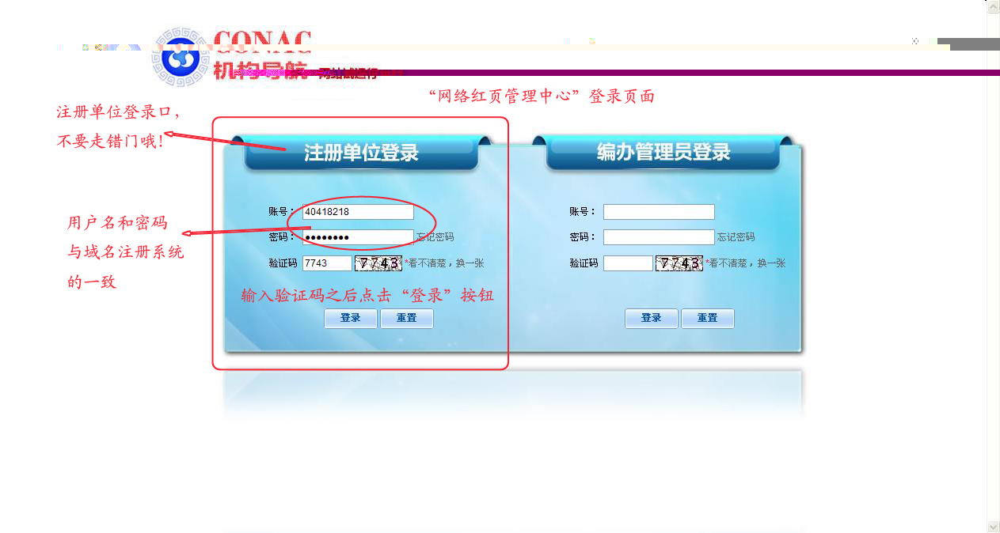 CONAC
机构导航 网站试运行
“网络红页管理中心”登录页面
注册单位登录口，
不要走错门哦！
注册单位登录
编办管理员登录
用户名和密码
与域名注册系统
的一致
账号： 40418218
密码： ●●●●●●●● 忘记密码
验证码 7743 7743 *看不清楚，换一张
输入验证码之后点击“登录”按钮
登录 重置
账号：
密码： 忘记密码
验证码 7743 *看不清楚，换一张
登录 重置